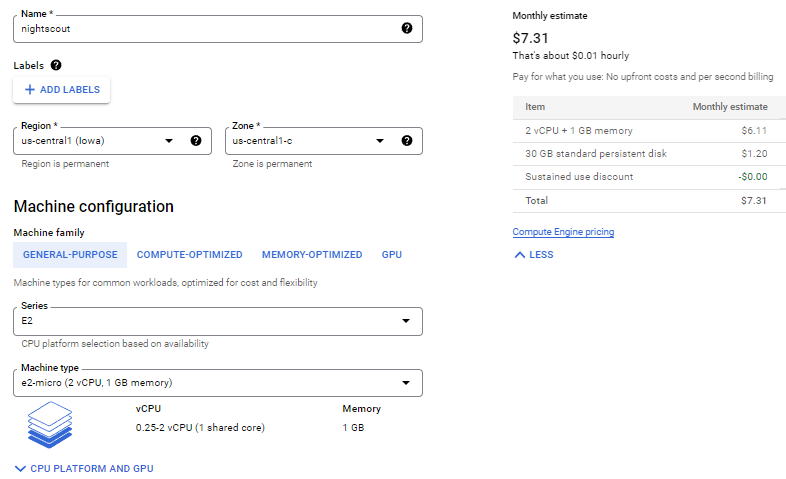 Name *
nightscout
Labels
ADD LABELS
Region *
us-central1 (Iowa)
Region is permanent
Zone *
us-central1-c
Zone is permanent
Machine configuration
Machine family
GENERAL-PURPOSE COMPUTE-OPTIMIZED MEMORY-OPTIMIZED GPU
Machine types for common workloads, optimized for cost and flexibility
Series
E2
CPU platform selection based on availability
Machine type
e2-micro (2 vCPU, 1 GB memory)
vCPU Memory
0.25-2 vCPU (1 shared core) 1 GB
CPU PLATFORM AND GPU
Monthly estimate
$7.31
That's about $0.01 hourly
Pay for what you use: No upfront costs and per second billing
Item Monthly estimate
2 vCPU + 1 GB memory $6.11
30 GB standard persistent disk $1.20
Sustained use discount -$0.00
Total $7.31
Compute Engine pricing
LESS